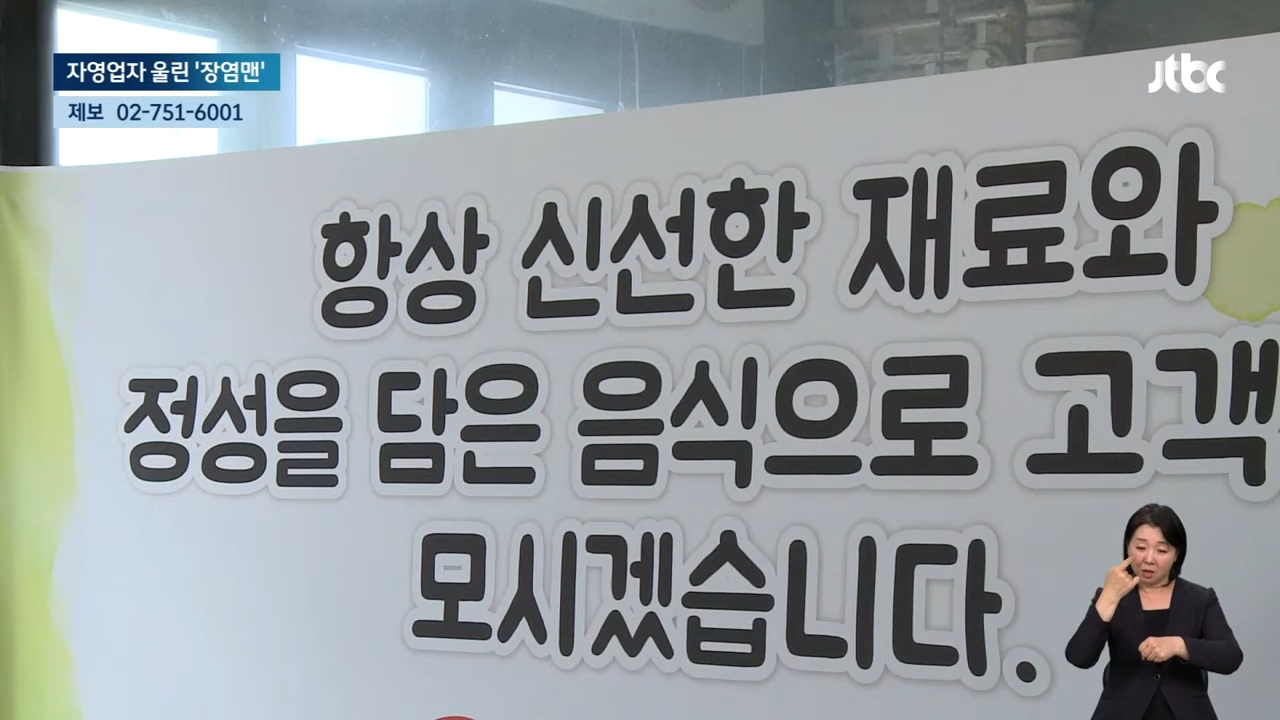 자영업자 울린 '장염맨'
제보 02-751-6001
jtbc
항상 신선한 재료와
정성을 담은 음식으로 고객
모시겠습니다.